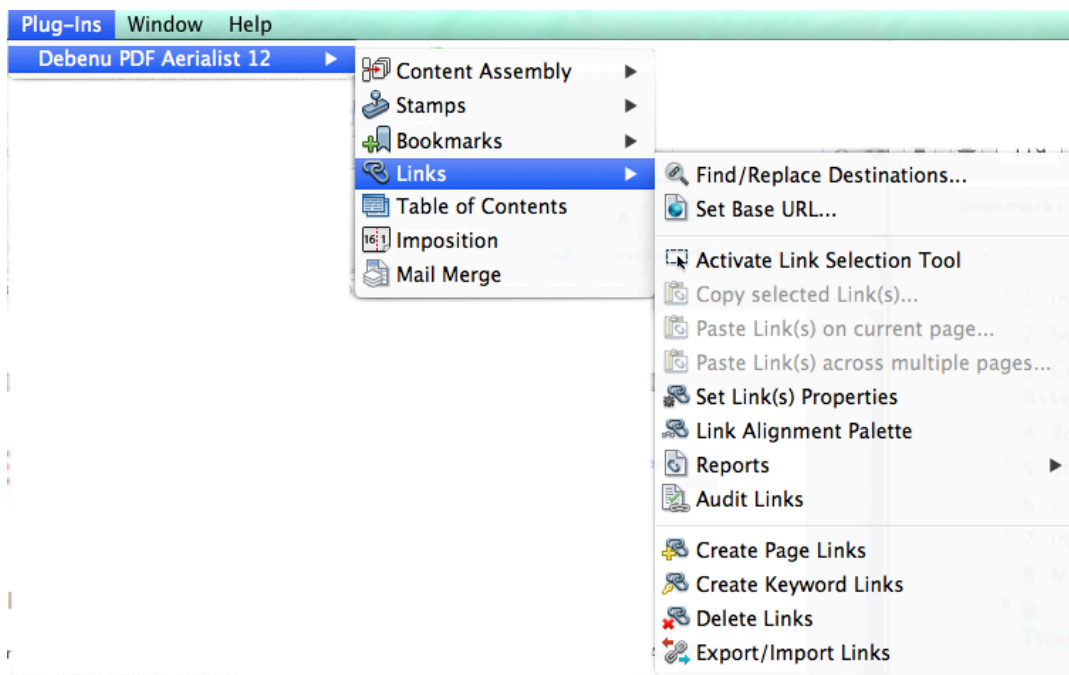 Plug-Ins Window Help
Debenu PDF Aerialist 12
Content Assembly
Stamps
Bookmarks
Links
Table of Contents
Imposition
Mail Merge
Find/Replace Destinations...
Set Base URL...
Activate Link Selection Tool
Copy selected Link(s)...
Paste Link(s) on current page...
Paste Link(s) across multiple pages...
Set Link(s) Properties
Link Alignment Palette
Reports
Audit Links
Create Page Links
Create Keyword Links
Delete Links
Export/Import Links